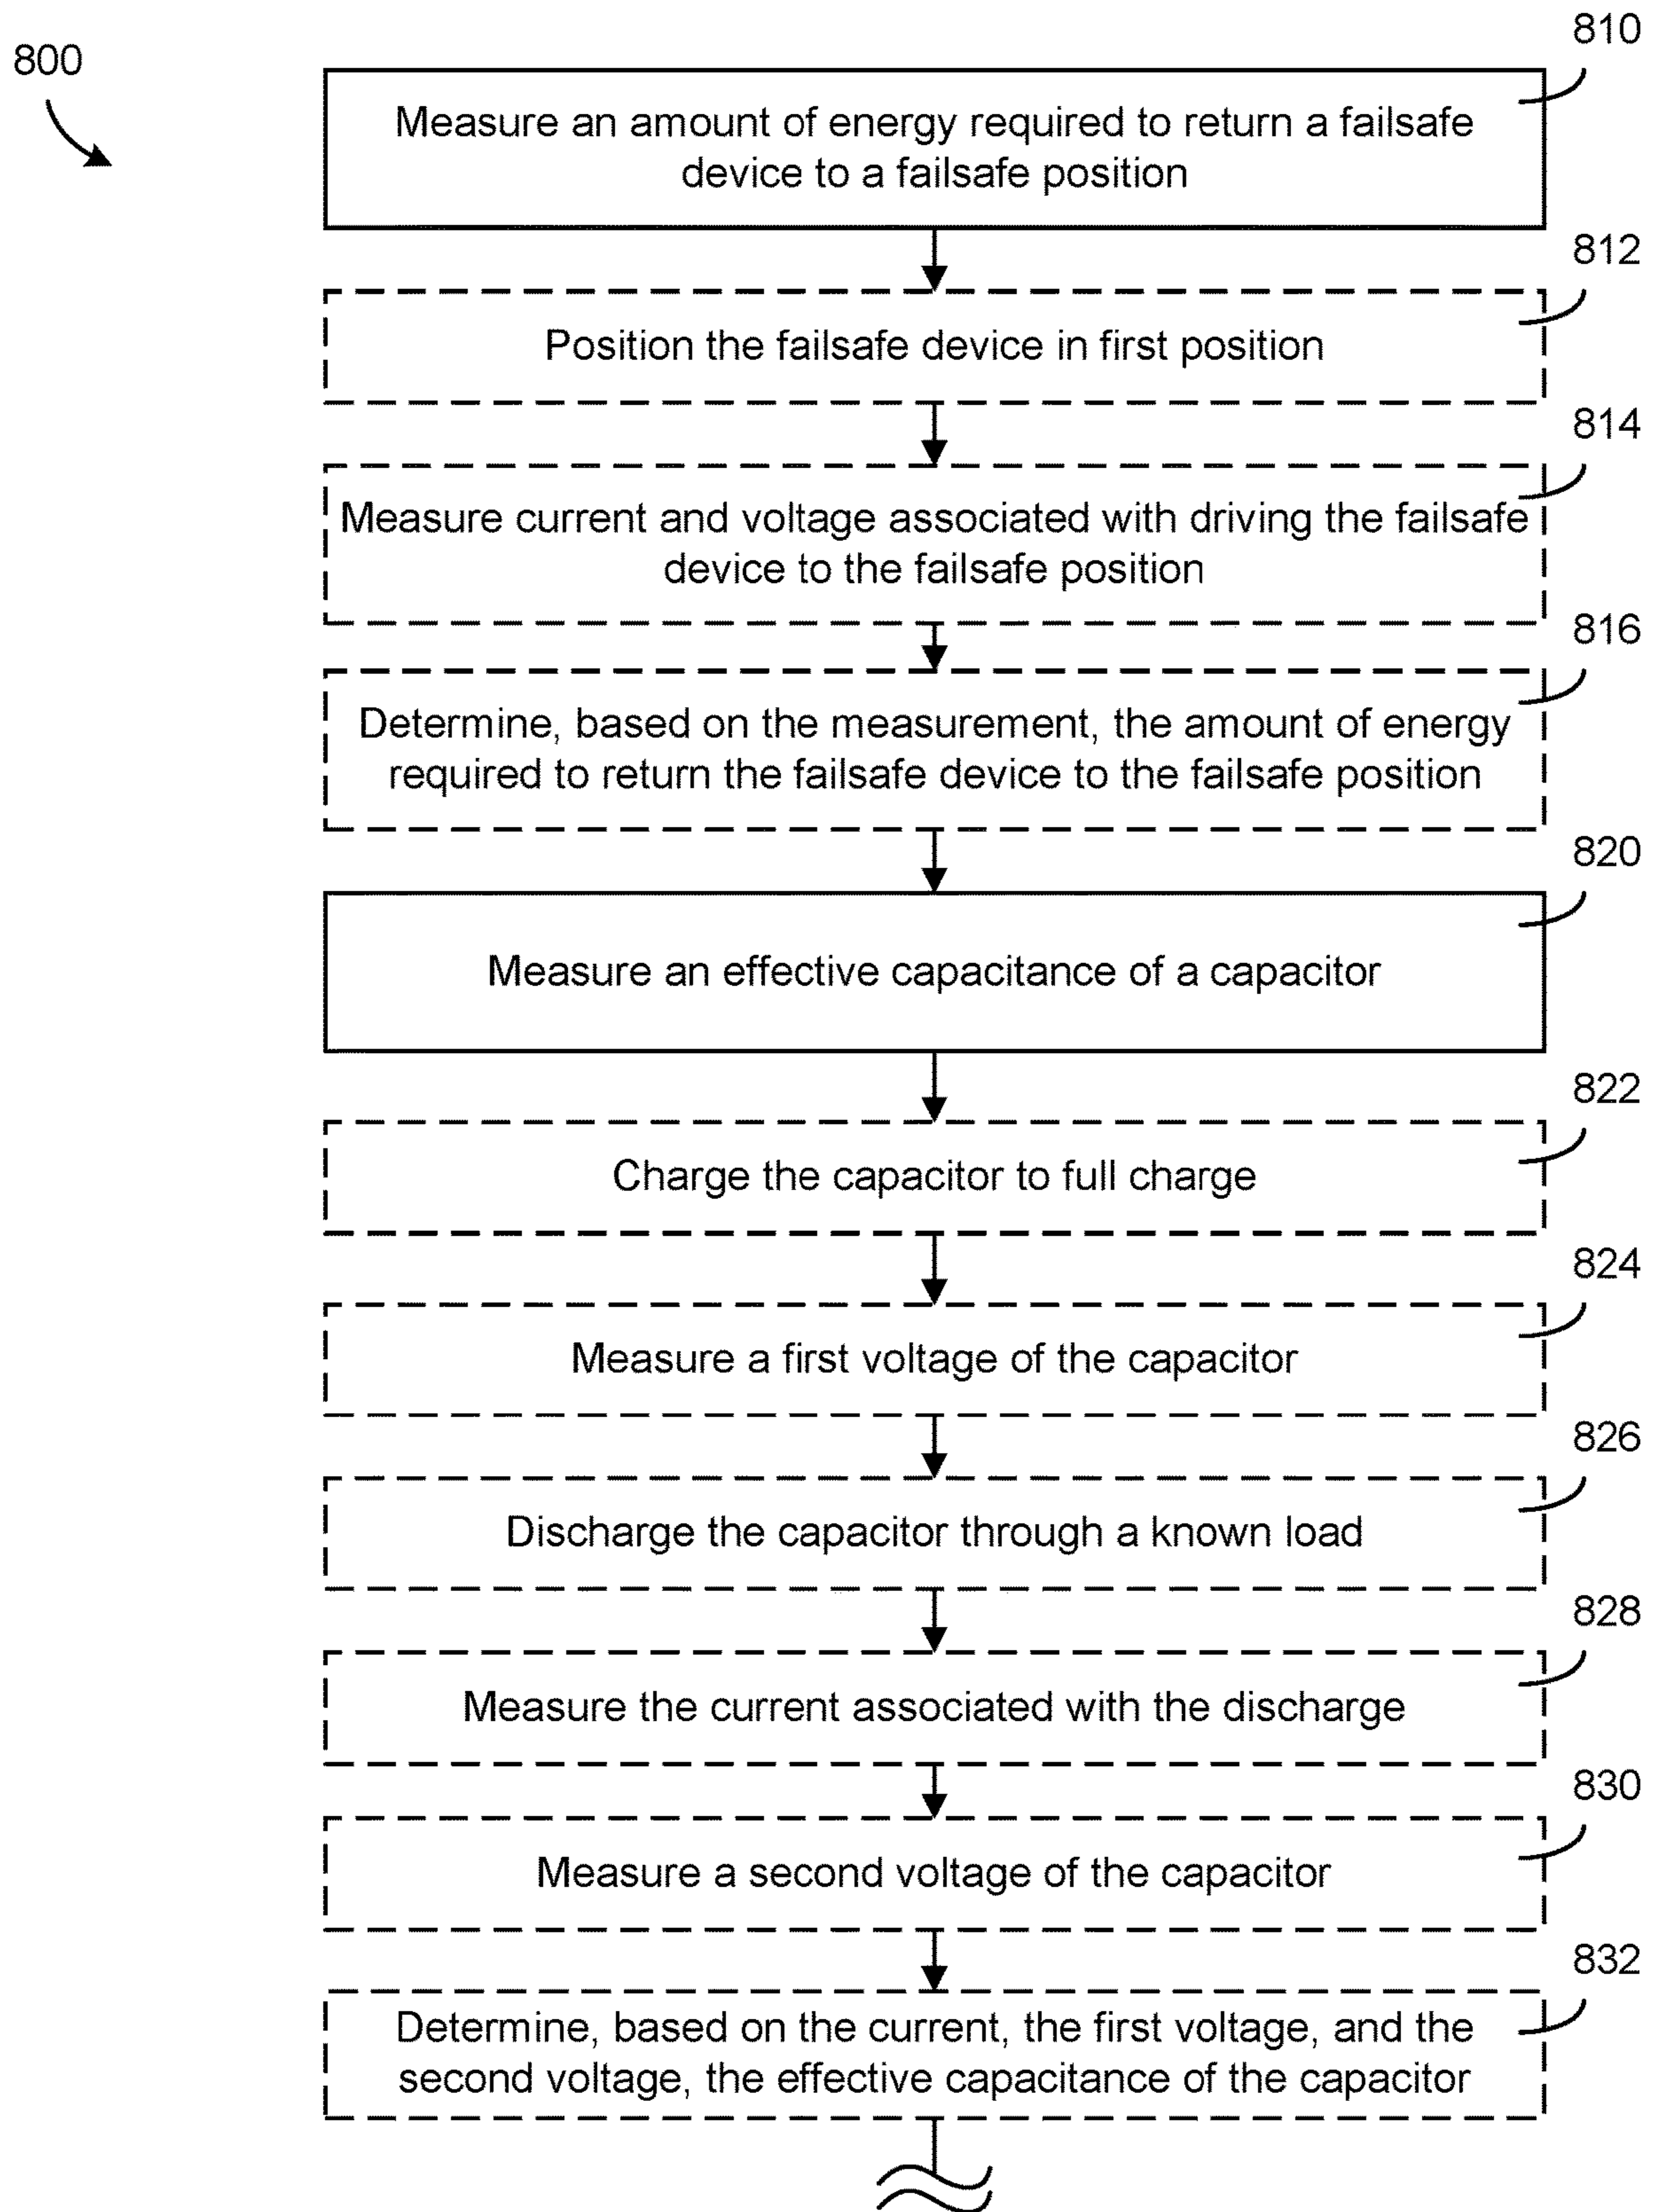 800
810
Measure an amount of energy required to return a failsafe
device to a failsafe position
812
Position the failsafe device in first position
814
Measure current and voltage associated with driving the failsafe
device to the failsafe position
816
Determine, based on the measurement, the amount of energy
required to return the failsafe device to the failsafe position
820
Measure an effective capacitance of a capacitor
822
Charge the capacitor to full charge
824
Measure a first voltage of the capacitor
826
Discharge the capacitor through a known load
828
Measure the current associated with the discharge
830
Measure a second voltage of the capacitor
832
Determine, based on the current, the first voltage, and the
second voltage, the effective capacitance of the capacitor